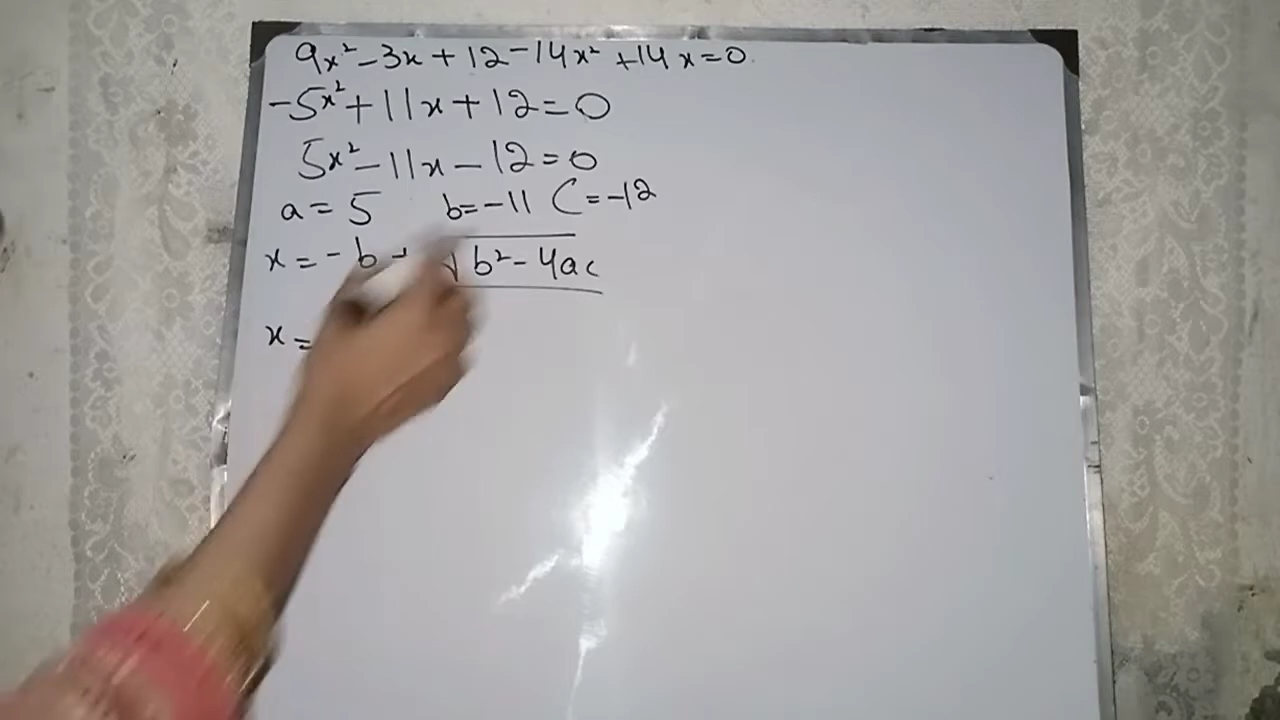 9x² - 3x + 12 - 14x² + 14x = 0
-5x² + 11x + 12 = 0
5x² - 11x - 12 = 0
a = 5 b = -11 C = -12
x = -b + √b² - 4ac
x =